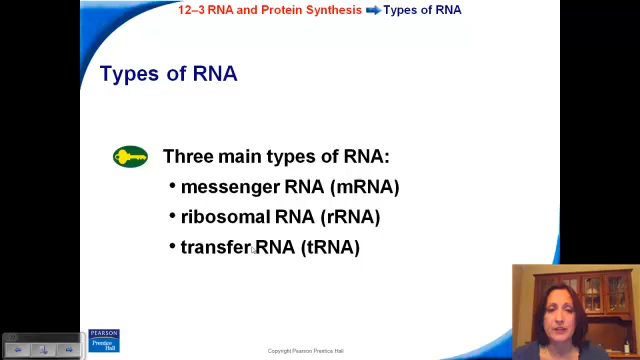 12–3 RNA and Protein Synthesis Types of RNA
Types of RNA
Three main types of RNA:
• messenger RNA (mRNA)
• ribosomal RNA (rRNA)
• transfer RNA (tRNA)
PEARSON
Prentice
Hall
Copyright Pearson Prentice Hall